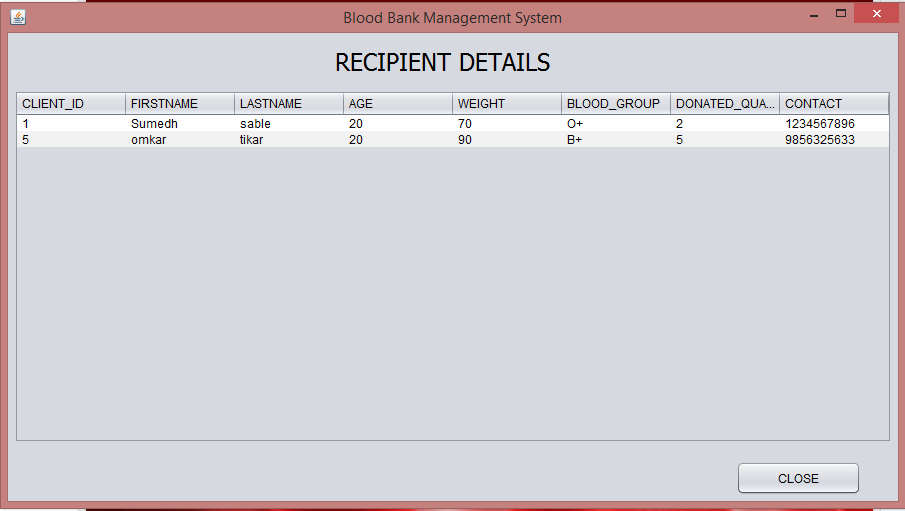 Blood Bank Management System
RECIPIENT DETAILS
CLIENT_ID FIRSTNAME LASTNAME AGE WEIGHT BLOOD_GROUP DONATED_QUA... CONTACT
1 Sumedh sable 20 70 O+ 2 1234567896
5 omkar tikar 20 90 B+ 5 9856325633
CLOSE